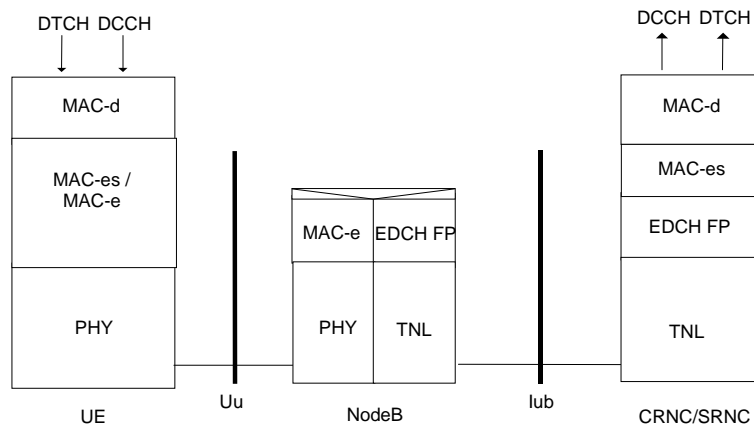 DTCH DCCH
MAC-d
MAC-es /
MAC-e
PHY
UE
Uu
MAC-e
EDCH FP
PHY
TNL
NodeB
Iub
DCCH DTCH
MAC-d
MAC-es
EDCH FP
TNL
CRNC/SRNC